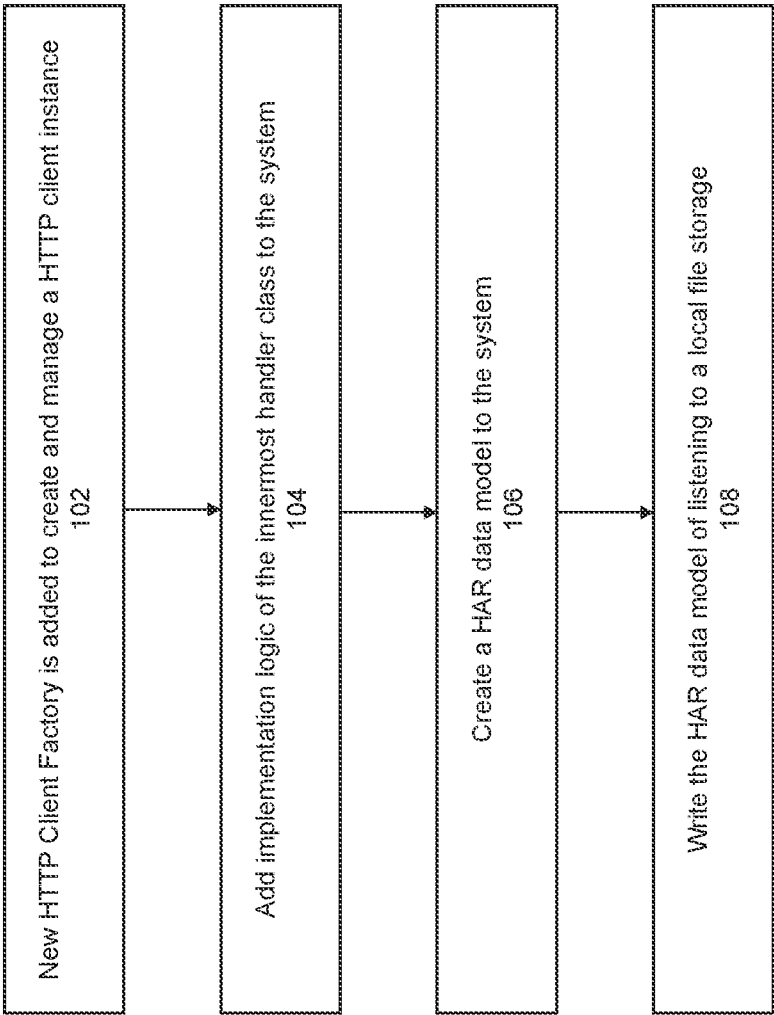 New HTTP Client Factory is added to create and manage a HTTP client instance
102
Add implementation logic of the innermost handler class to the system
104
Create a HAR data model to the system
106
Write the HAR data model of listening to a local file storage
108